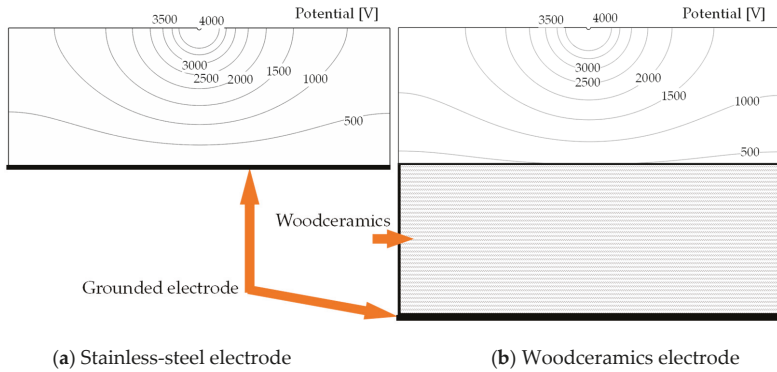 Potential [V]
3500
4000
3000
2500
2000
1500
1000
500
Potential [V]
3500
4000
3000
2500
2000
1500
1000
500
Woodceramics
Grounded electrode
(a) Stainless-steel electrode
(b) Woodceramics electrode